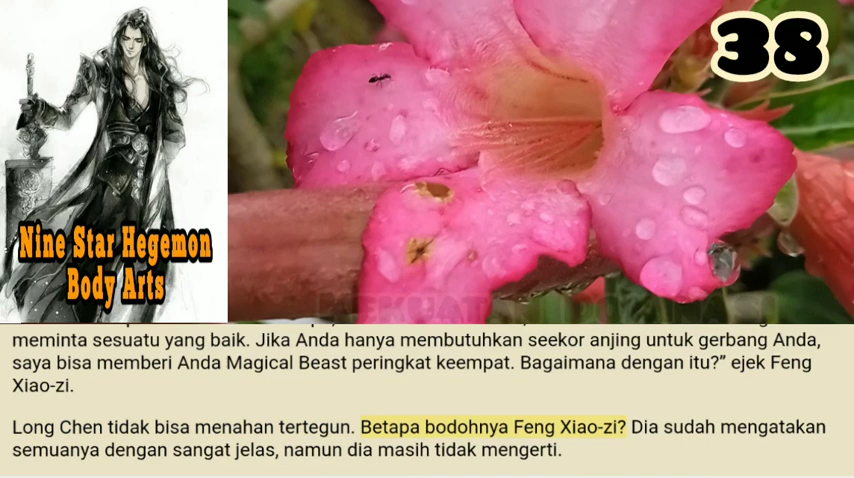 38
Nine Star Hegemon
Body Arts
meminta sesuatu yang baik. Jika Anda hanya membutuhkan seekor anjing untuk gerbang Anda,
saya bisa memberi Anda Magical Beast peringkat keempat. Bagaimana dengan itu?” ejek Feng
Xiao-zi.
Long Chen tidak bisa menahan tertegun. Betapa bodohnya Feng Xiao-zi? Dia sudah mengatakan
semuanya dengan sangat jelas, namun dia masih tidak mengerti.